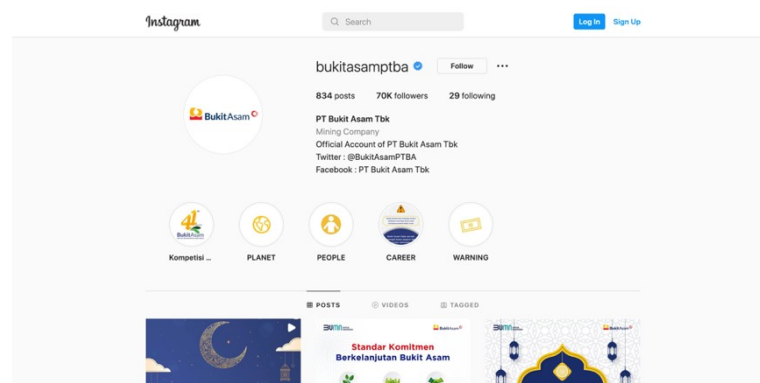 Instagram
Search
Log In
Sign Up
bukitasamptba
Follow
834 posts 70K followers 29 following
PT Bukit Asam Tbk
Mining Company
Official Account of PT Bukit Asam Tbk
Twitter : @BukitAsamPTBA
Facebook : PT Bukit Asam Tbk
BukitAsam
41
BukitAsam
Kompetisi ...
PLANET
PEOPLE
CAREER
WARNING
POSTS
VIDEOS
TAGGED
BUMN
BukitAsam
Standar Komitmen
Berkelanjutan Bukit Asam
BUMN
BukitAsam